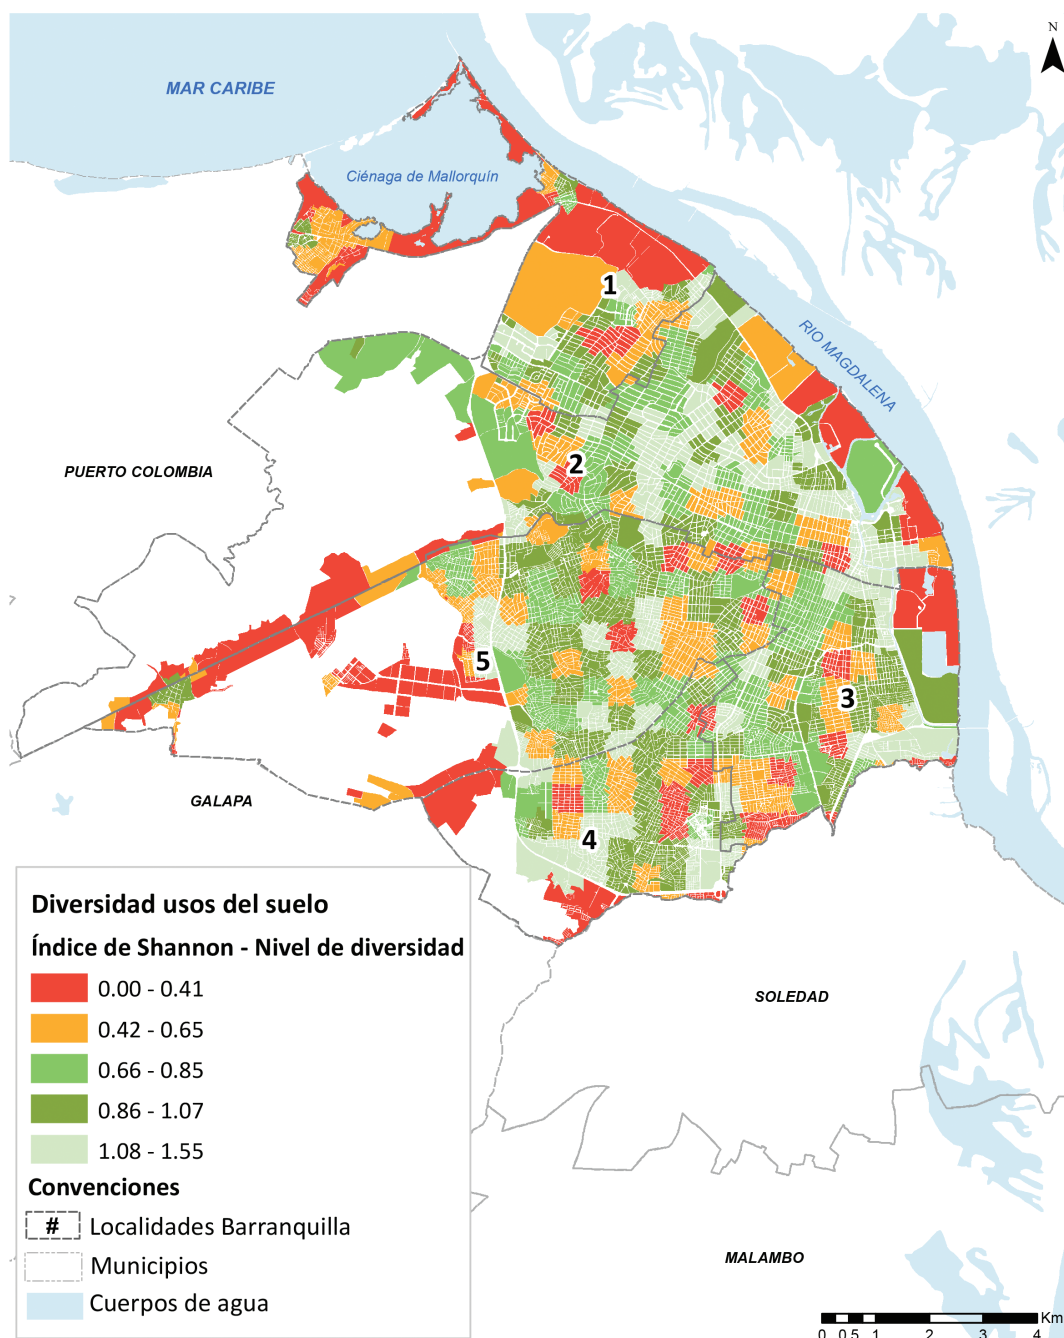 N
MAR CARIBE
Ciénaga de Mallorquín
1
RIO MAGDALENA
2
PUERTO COLOMBIA
5
3
GALAPA
4
Diversidad usos del suelo
Índice de Shannon - Nivel de diversidad
0.00 - 0.41
0.42 - 0.65
0.66 - 0.85
0.86 - 1.07
1.08 - 1.55
Convenciones
# Localidades Barranquilla
Municipios
Cuerpos de agua
SOLEDAD
MALAMBO
Km
0 0.5 1 2 3 4